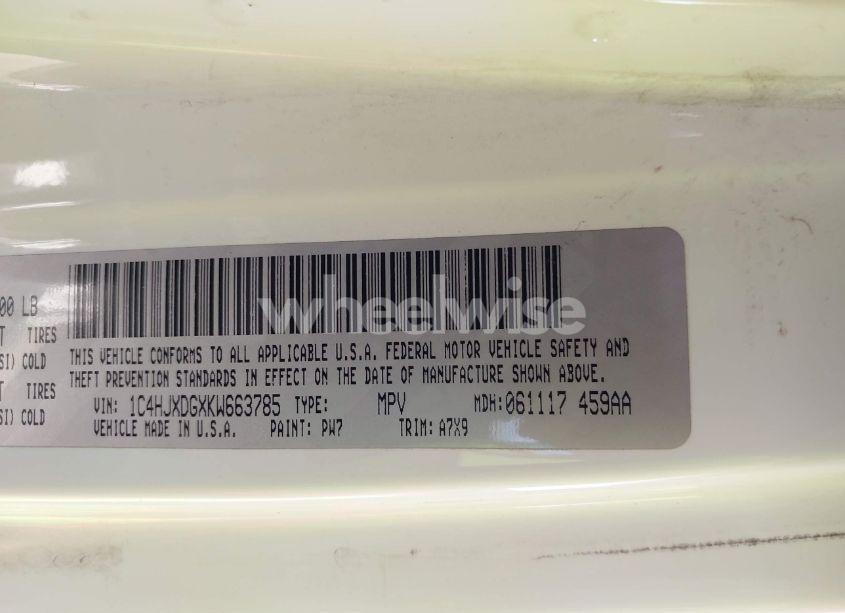 00 LB
T TIRES
SI) COLD
T TIRES
SI) COLD
THIS VEHICLE CONFORMS TO ALL APPLICABLE U.S.A. FEDERAL MOTOR VEHICLE SAFETY AND
THEFT PREVENTION STANDARDS IN EFFECT ON THE DATE OF MANUFACTURE SHOWN ABOVE.
VIN: 1C4HJXDGXKW663785 TYPE: MPV MDH: 061117 459AA
VEHICLE MADE IN U.S.A. PAINT: PW7 TRIM: A7X9
wheelwise